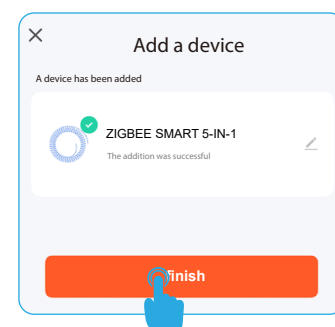 Add a device
A device has been added
ZIGBEE SMART 5-IN-1
The addition was successful
finish